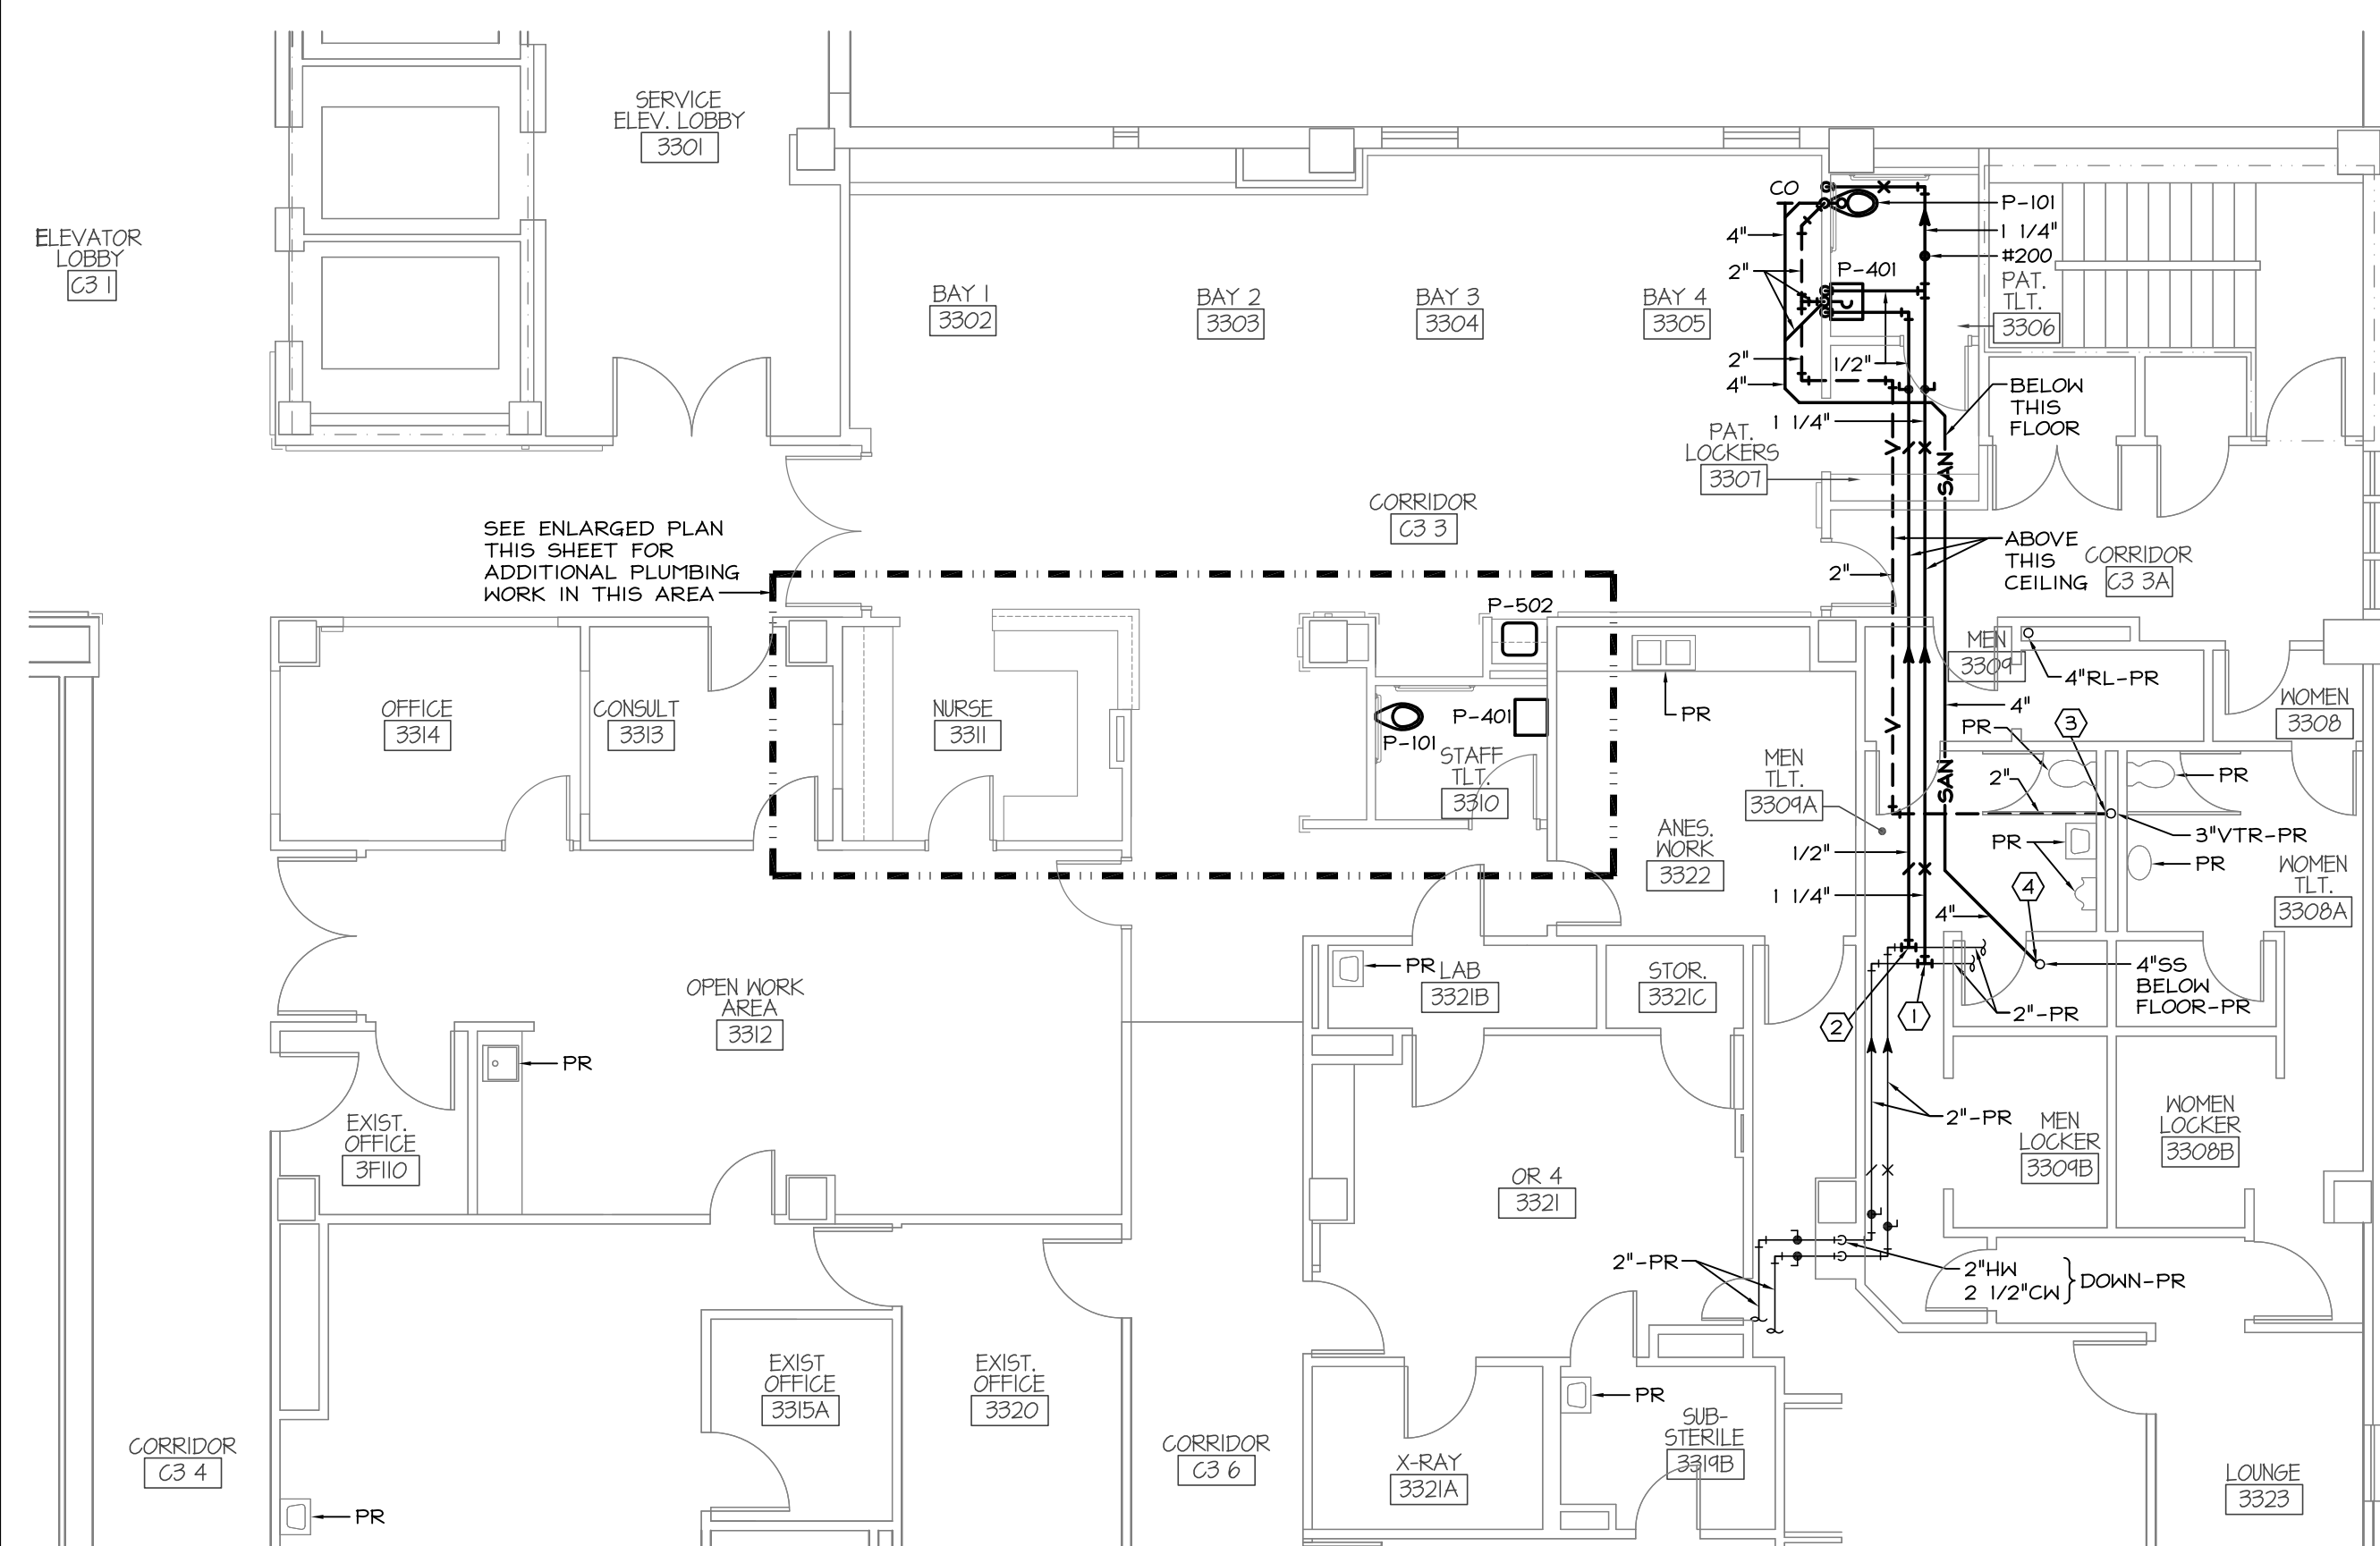 SERVICE
ELEV. LOBBY
3301
ELEVATOR
LOBBY
C3 1
BAY 1
3302
BAY 2
3303
BAY 3
3304
BAY 4
3305
CO
P-101
1 1/4"
#200
4"
2"
P-401
PAT.
TLT.
3306
2"
4"
1/2"
1 1/4"
BELOW
THIS
FLOOR
PAT.
LOCKERS
3307
SAN
CORRIDOR
C3 3
SEE ENLARGED PLAN
THIS SHEET FOR
ADDITIONAL PLUMBING
WORK IN THIS AREA
ABOVE
THIS
CEILING
CORRIDOR
C3 3A
2"
P-502
MEN
3309
4"RL-PR
OFFICE
3314
CONSULT
3313
NURSE
3311
P-101
P-401
STAFF
TLT.
3310
PR
4"
PR
3
WOMEN
3308
MEN
TLT.
3309A
SAN
2"
PR
3"VTR-PR
PR
PR
ANES.
WORK
3322
1/2"
1 1/4"
4"
4
WOMEN
TLT.
3308A
OPEN WORK
AREA
3312
PR
LAB
3321B
STOR.
3321C
2
1
2"-PR
4"SS
BELOW
FLOOR-PR
PR
EXIST.
OFFICE
3F110
2"-PR
MEN
LOCKER
3309B
WOMEN
LOCKER
3308B
OR 4
3321
2"-PR
2"HW
2 1/2"CW
DOWN-PR
EXIST
OFFICE
3315A
EXIST.
OFFICE
3320
PR
CORRIDOR
C3 4
CORRIDOR
C3 6
X-RAY
3321A
SUB-
STERILE
3319B
LOUNGE
3323
PR